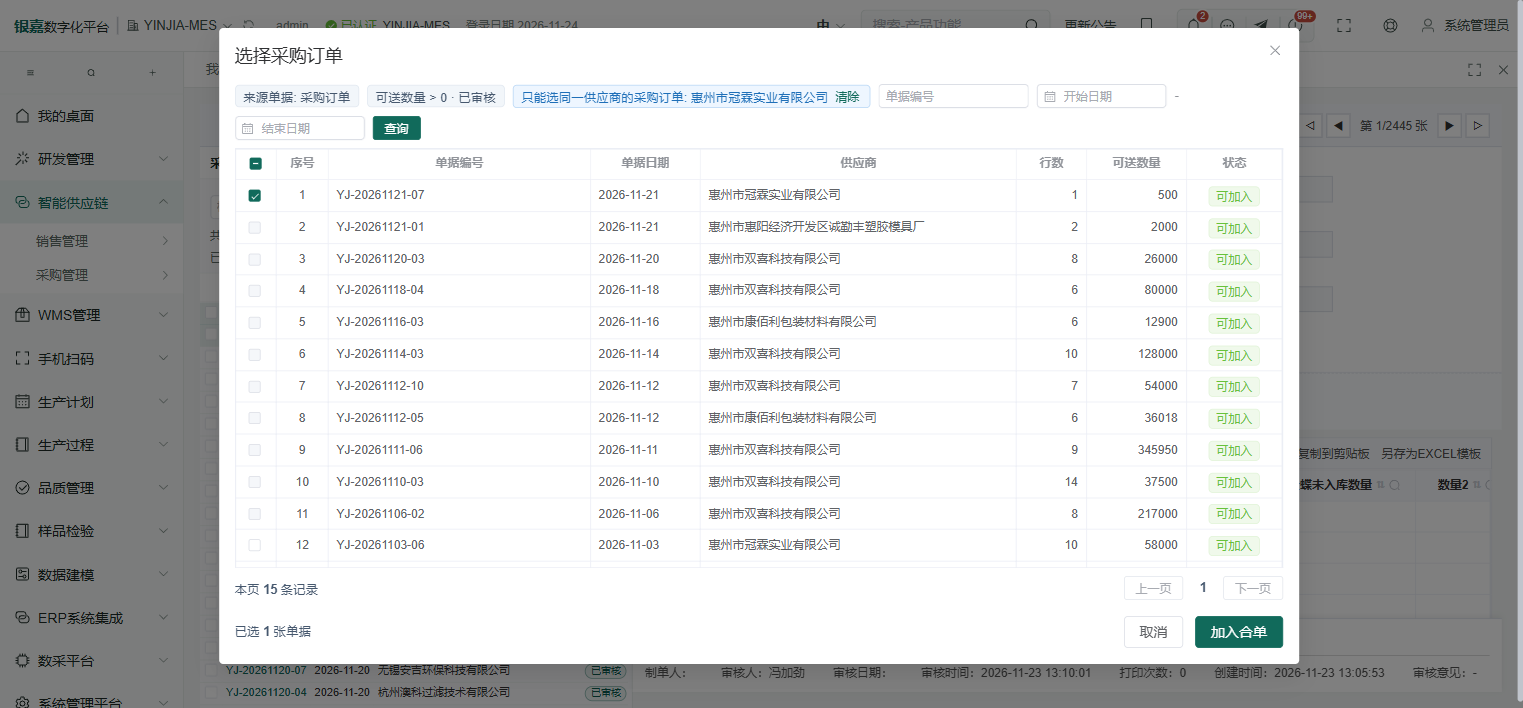 银嘉数字化平台 YINJIA-MES admin 已认证 YINJIA-MES 登录日期 2026-11-24 中 搜索-产品功能 更新公告 2 99+ 系统管理员
选择采购订单
来源单据: 采购订单 可送数量 > 0 · 已审核 只能选同一供应商的采购订单: 惠州市冠霖实业有限公司 清除 单据编号 开始日期 -
结束日期 查询
序号 单据编号 单据日期 供应商 行数 可送数量 状态
1 YJ-20261121-07 2026-11-21 惠州市冠霖实业有限公司 1 500 可加入
2 YJ-20261121-01 2026-11-21 惠州市惠阳经济开发区诚勤丰塑胶模具厂 2 2000 可加入
3 YJ-20261120-03 2026-11-20 惠州市双喜科技有限公司 8 26000 可加入
4 YJ-20261118-04 2026-11-18 惠州市双喜科技有限公司 6 80000 可加入
5 YJ-20261116-03 2026-11-16 惠州市康佰利包装材料有限公司 6 12900 可加入
6 YJ-20261114-03 2026-11-14 惠州市双喜科技有限公司 10 128000 可加入
7 YJ-20261112-10 2026-11-12 惠州市双喜科技有限公司 7 54000 可加入
8 YJ-20261112-05 2026-11-12 惠州市康佰利包装材料有限公司 6 36018 可加入
9 YJ-20261111-06 2026-11-11 惠州市双喜科技有限公司 9 345950 可加入
10 YJ-20261110-03 2026-11-10 惠州市双喜科技有限公司 14 37500 可加入
11 YJ-20261106-02 2026-11-06 惠州市双喜科技有限公司 8 217000 可加入
12 YJ-20261103-06 2026-11-03 惠州市冠霖实业有限公司 10 58000 可加入
本页 15 条记录 上一页 1 下一页
已选 1 张单据 取消 加入合单
我的桌面
研发管理
智能供应链
销售管理
采购管理
WMS管理
手机扫码
生产计划
生产过程
品质管理
样品检验
数据建模
ERP系统集成
数采平台
系统管理平台
我
采
共
已
第 1/2445 张
复制到剪贴板 另存为EXCEL模板
蝶未入库数量 数量2
YJ-20261120-07 2026-11-20 无锡安吉环保科技有限公司 已审核
YJ-20261120-04 2026-11-20 杭州澳科过滤技术有限公司 已审核
制单人: 审核人: 冯加劲 审核日期: 审核时间: 2026-11-23 13:10:01 打印次数: 0 创建时间: 2026-11-23 13:05:53 审核意见: -